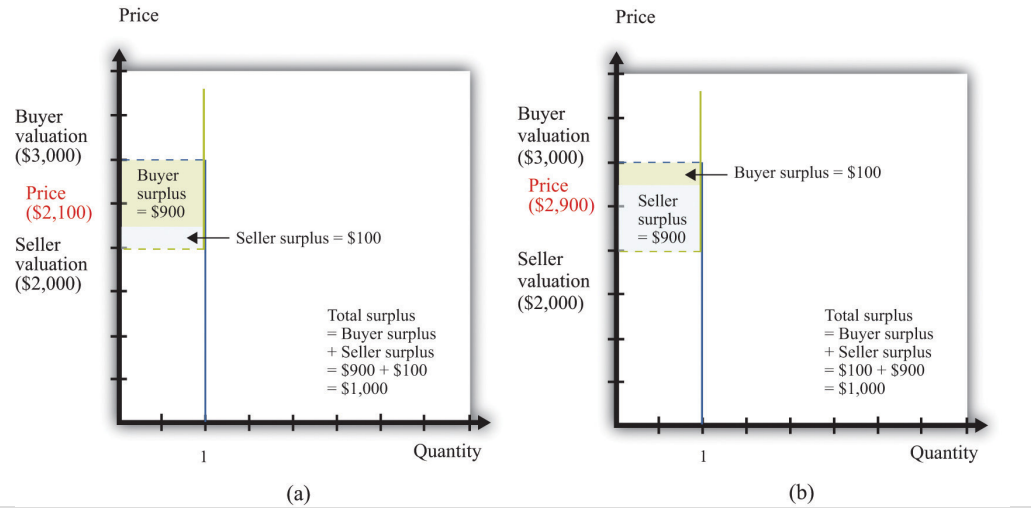 Price
Buyer
valuation
($3,000)
Price
($2,100)
Seller
valuation
($2,000)
Buyer
surplus
= $900
Seller surplus = $100
Total surplus
= Buyer surplus
+ Seller surplus
= $900 + $100
= $1,000
1
Quantity
(a)
Price
Buyer
valuation
($3,000)
Price
($2,900)
Seller
valuation
($2,000)
Buyer surplus = $100
Seller
surplus
= $900
Total surplus
= Buyer surplus
+ Seller surplus
= $100 + $900
= $1,000
1
Quantity
(b)